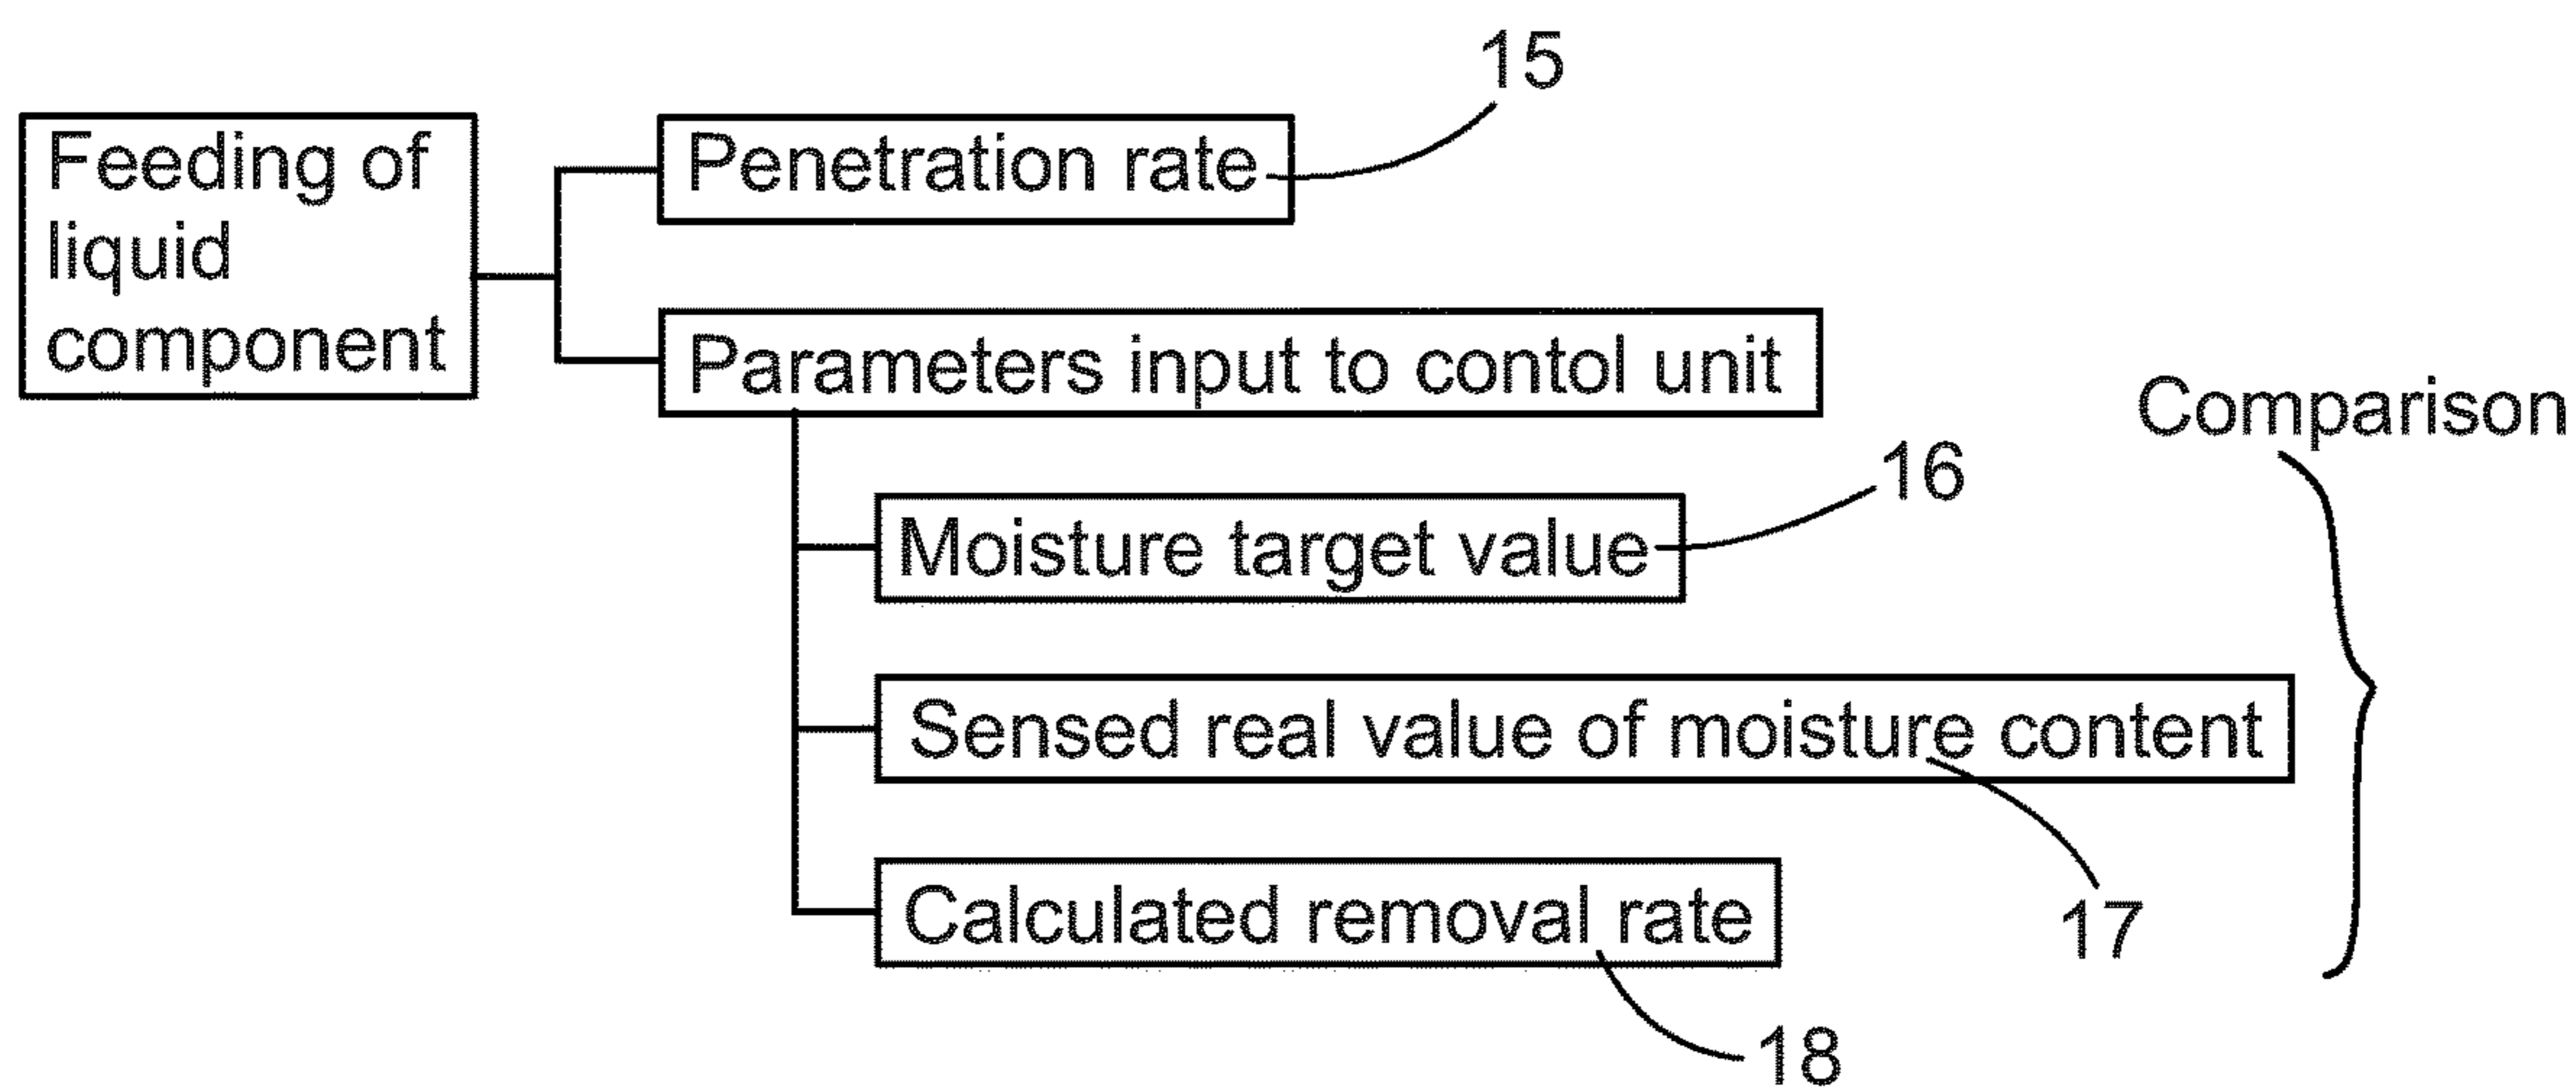 15
Feeding of
liquid
component
Penetration rate
Parameters input to contol unit
Comparison
16
Moisture target value
Sensed real value of moisture content
17
Calculated removal rate
18